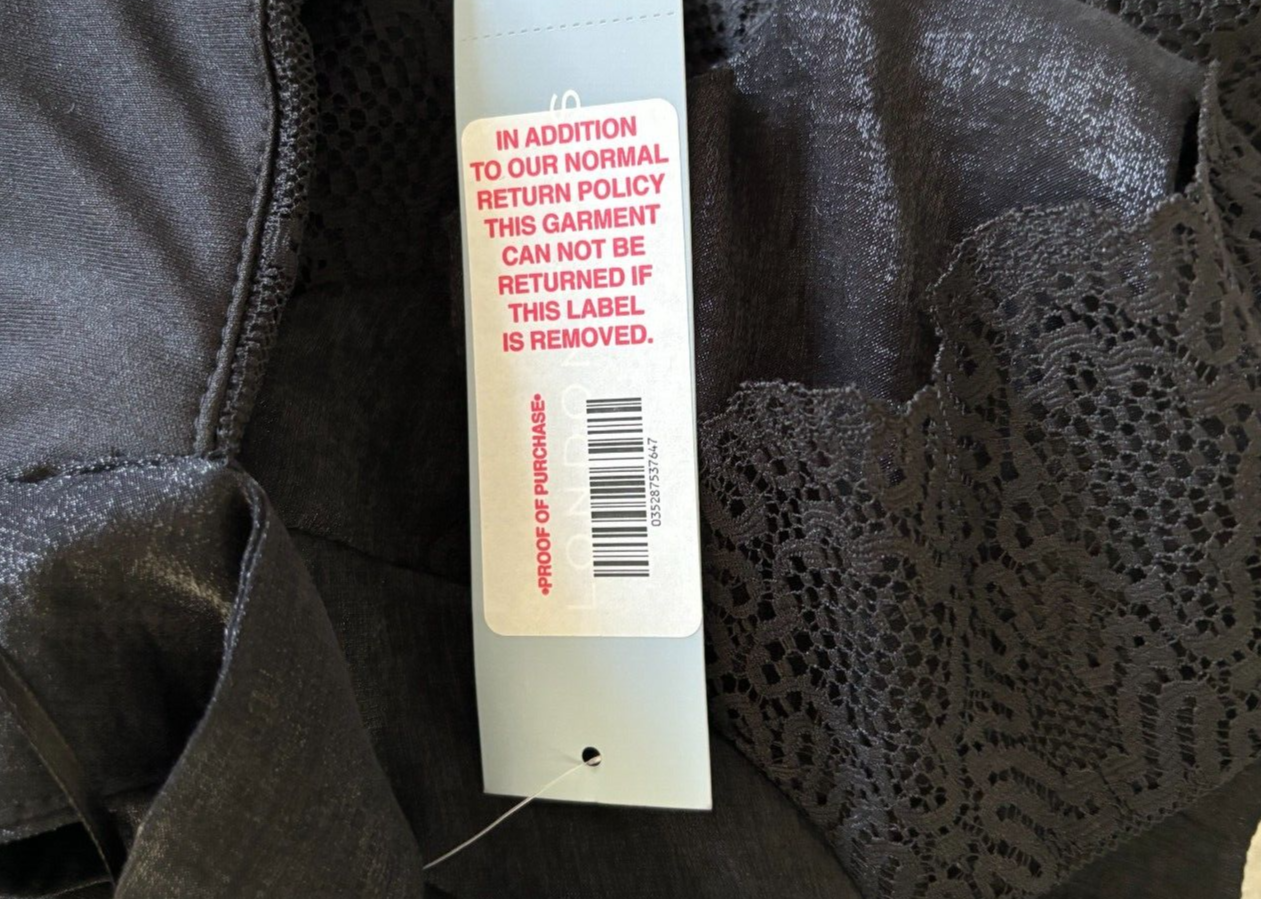 IN ADDITION
TO OUR NORMAL
RETURN POLICY
THIS GARMENT
CAN NOT BE
RETURNED IF
THIS LABEL
IS REMOVED.
•PROOF OF PURCHASE•
035287537647
LONDON